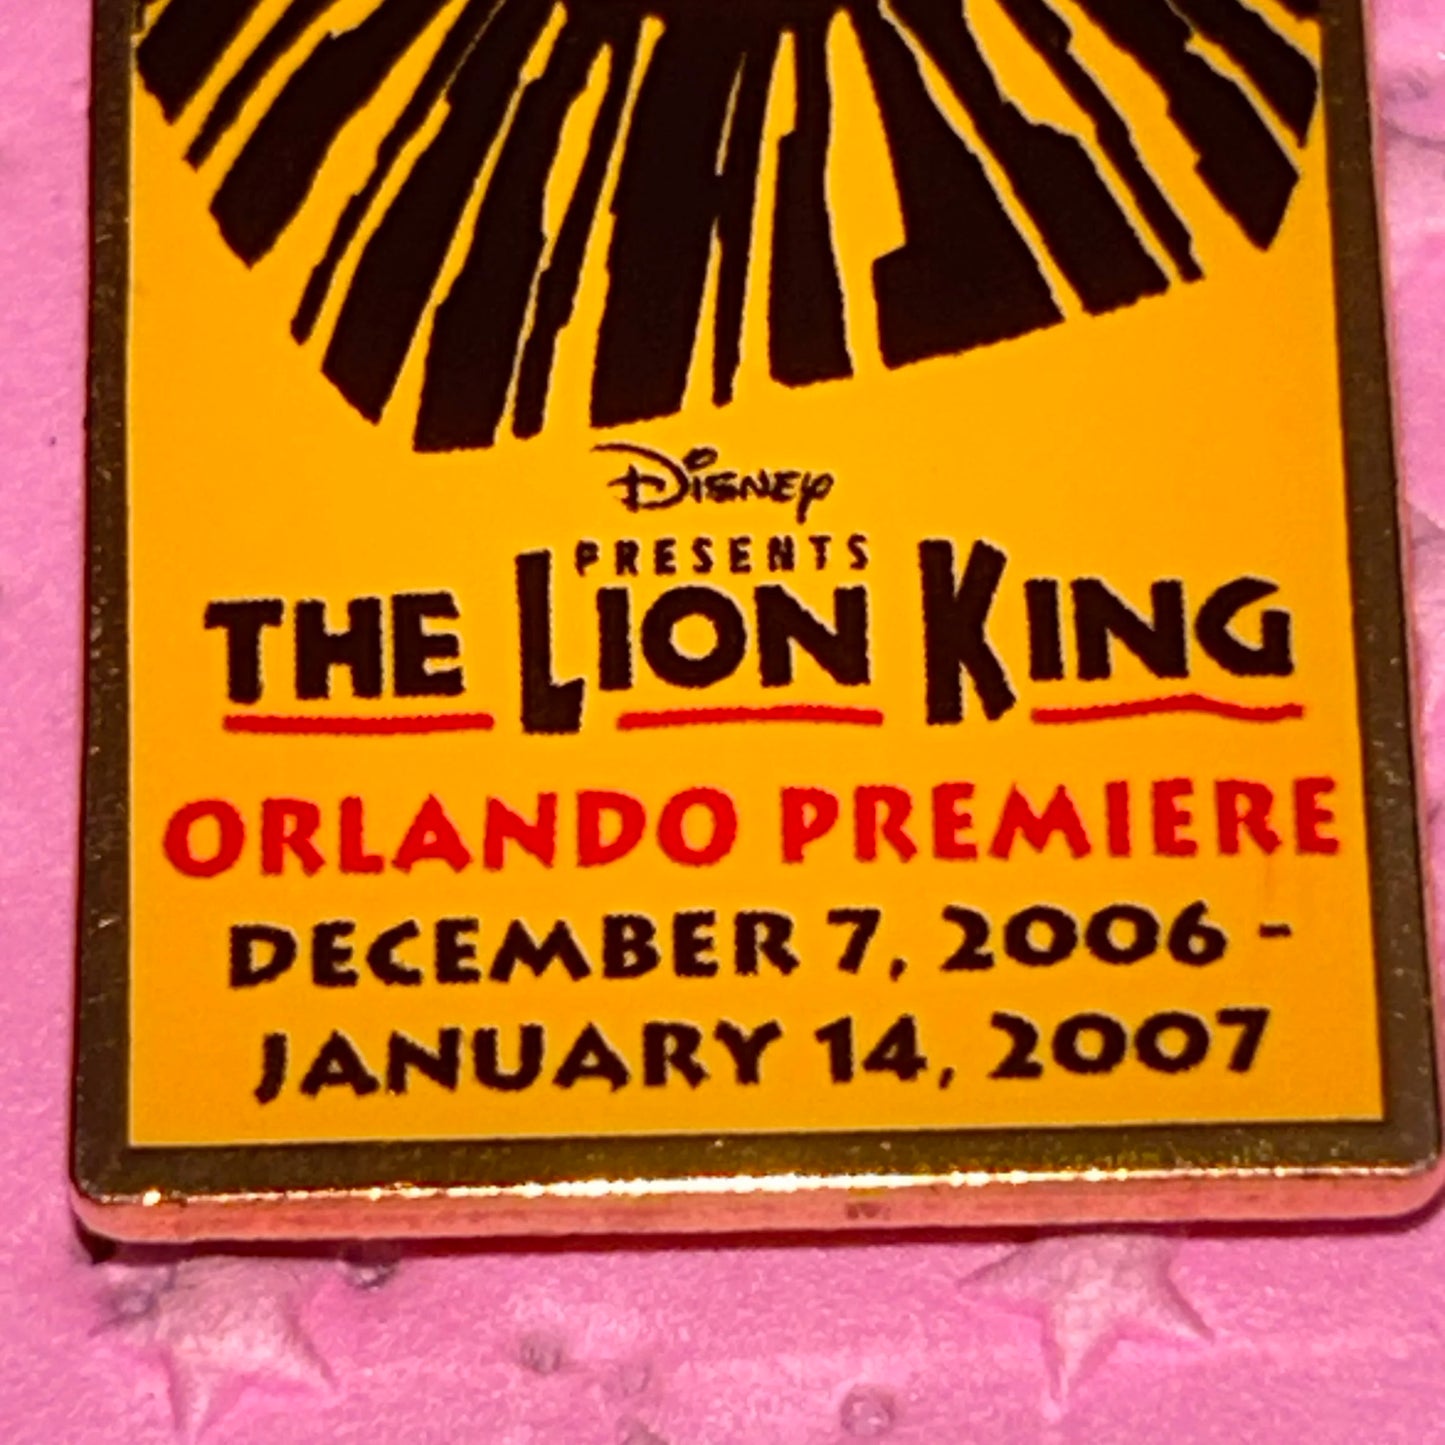 Disney
PRESENTS
THE LION KING
ORLANDO PREMIERE
DECEMBER 7, 2006 -
JANUARY 14, 2007